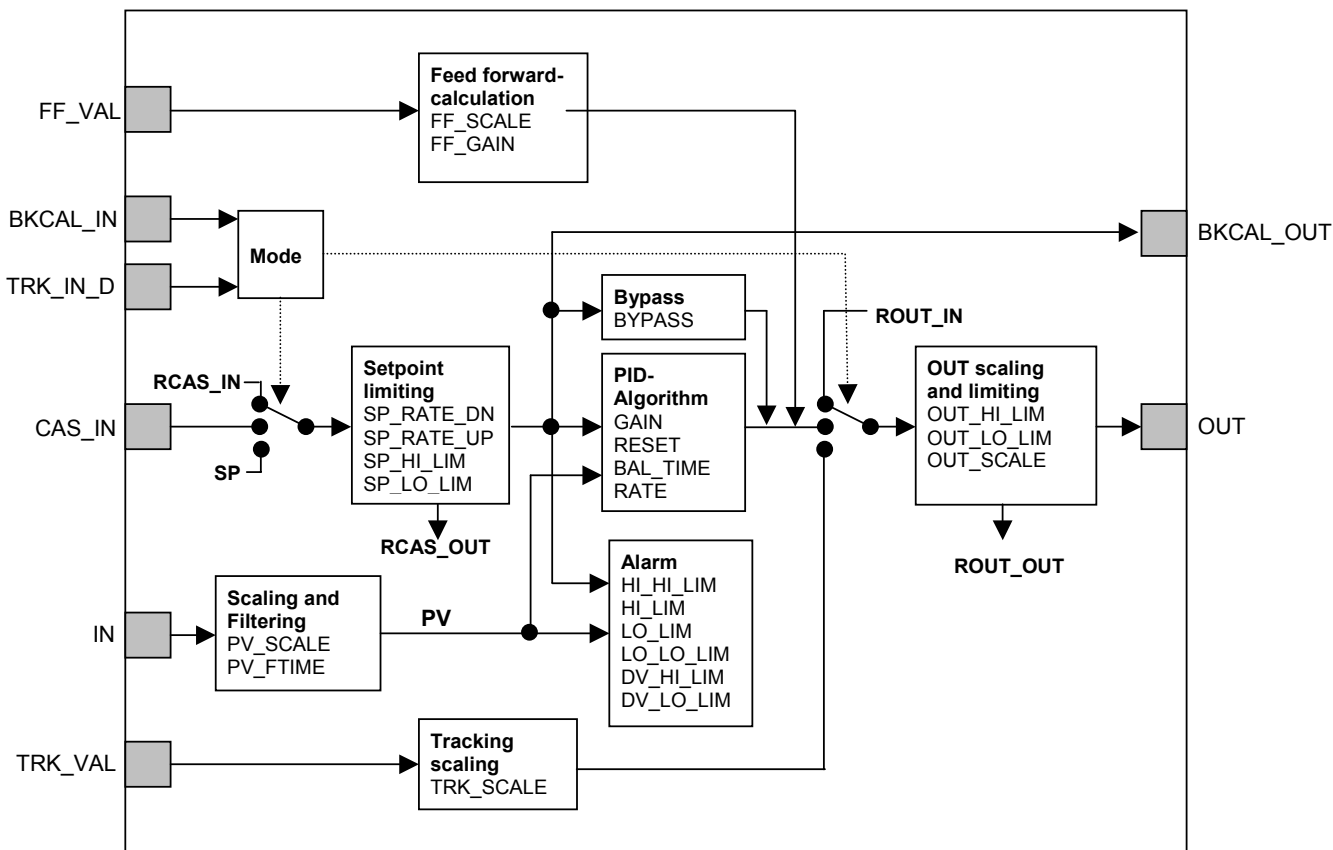 Feed forward-
calculation
FF_SCALE
FF_GAIN
FF_VAL
BKCAL_IN
TRK_IN_D
Mode
BKCAL_OUT
Bypass
BYPASS
ROUT_IN
RCAS_IN
CAS_IN
SP
Setpoint
limiting
SP_RATE_DN
SP_RATE_UP
SP_HI_LIM
SP_LO_LIM
RCAS_OUT
PID-
Algorithm
GAIN
RESET
BAL_TIME
RATE
OUT scaling
and limiting
OUT_HI_LIM
OUT_LO_LIM
OUT_SCALE
OUT
ROUT_OUT
IN
Scaling and
Filtering
PV_SCALE
PV_FTIME
PV
Alarm
HI_HI_LIM
HI_LIM
LO_LIM
LO_LO_LIM
DV_HI_LIM
DV_LO_LIM
TRK_VAL
Tracking
scaling
TRK_SCALE